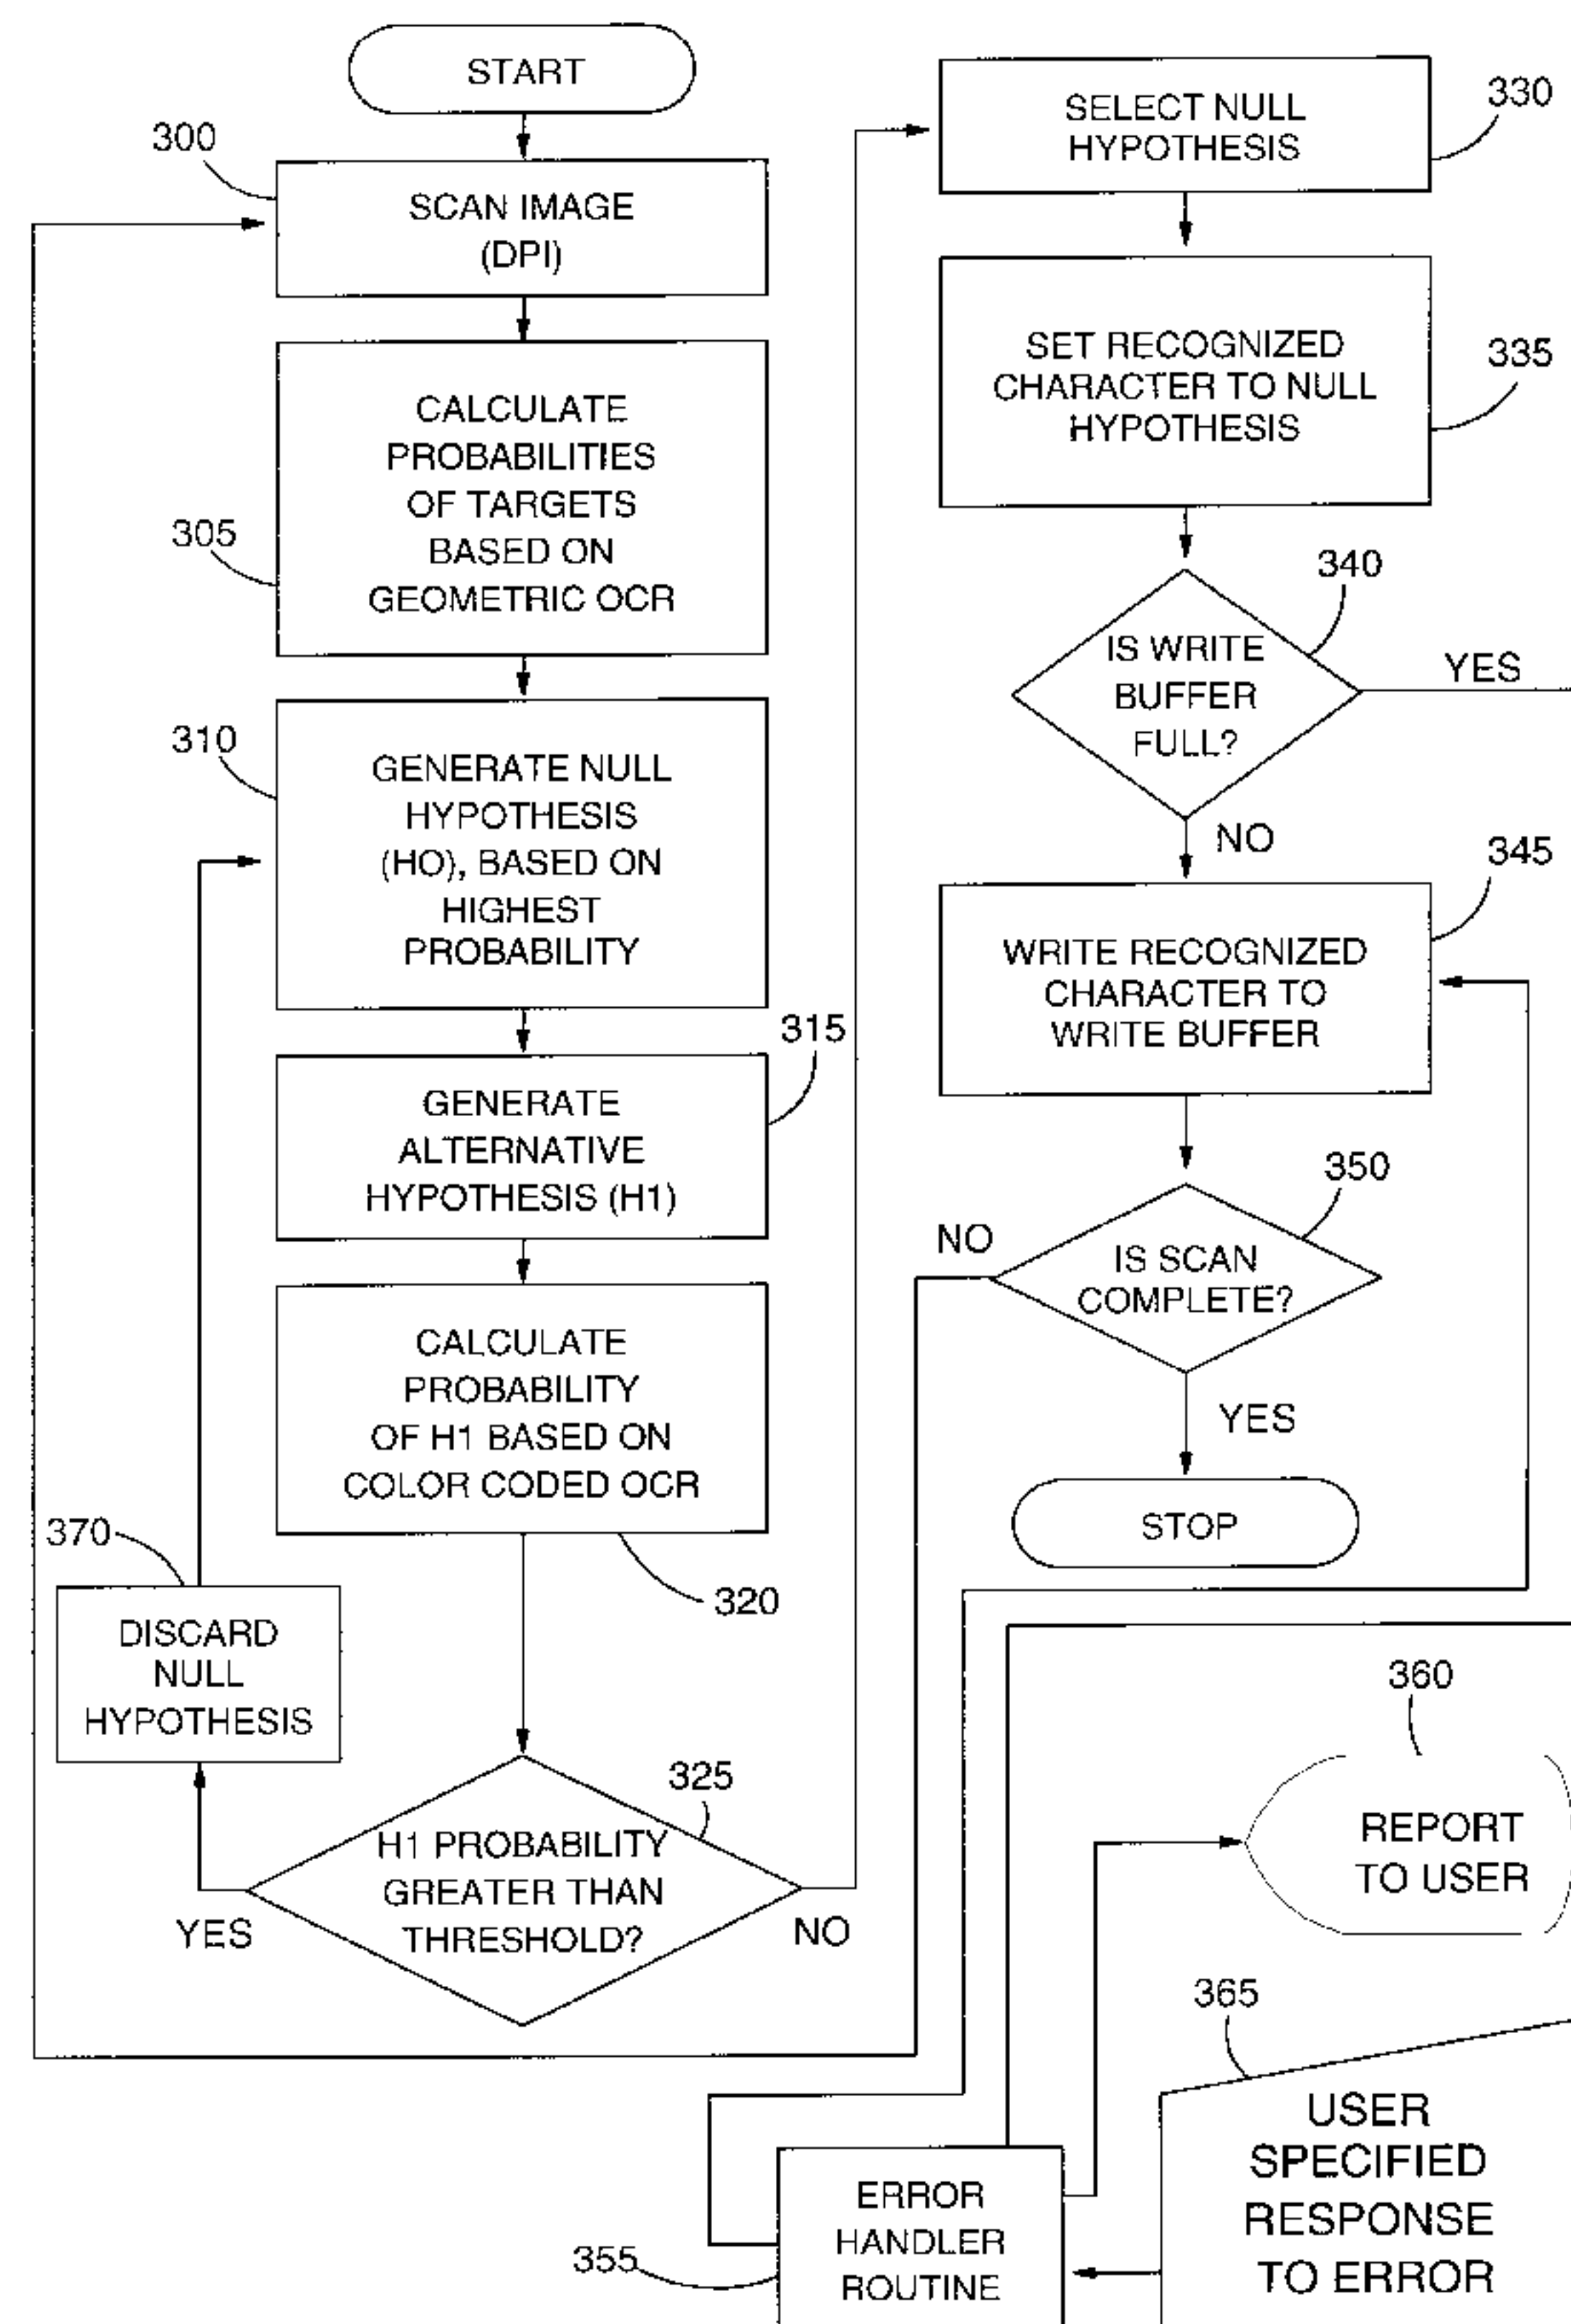 START
300
SCAN IMAGE
(DPI)
CALCULATE
PROBABILITIES
OF TARGETS
BASED ON
GEOMETRIC OCR
305
310
GENERATE NULL
HYPOTHESIS
(HO), BASED ON
HIGHEST
PROBABILITY
315
GENERATE
ALTERNATIVE
HYPOTHESIS (H1)
CALCULATE
PROBABILITY
OF H1 BASED ON
COLOR CODED OCR
320
370
DISCARD
NULL
HYPOTHESIS
325
H1 PROBABILITY
GREATER THAN
THRESHOLD?
YES
NO
330
SELECT NULL
HYPOTHESIS
335
SET RECOGNIZED
CHARACTER TO NULL
HYPOTHESIS
340
IS WRITE
BUFFER
FULL?
YES
NO
345
WRITE RECOGNIZED
CHARACTER TO
WRITE BUFFER
350
NO
IS SCAN
COMPLETE?
YES
STOP
360
REPORT
TO USER
365
USER
SPECIFIED
RESPONSE
TO ERROR
355
ERROR
HANDLER
ROUTINE